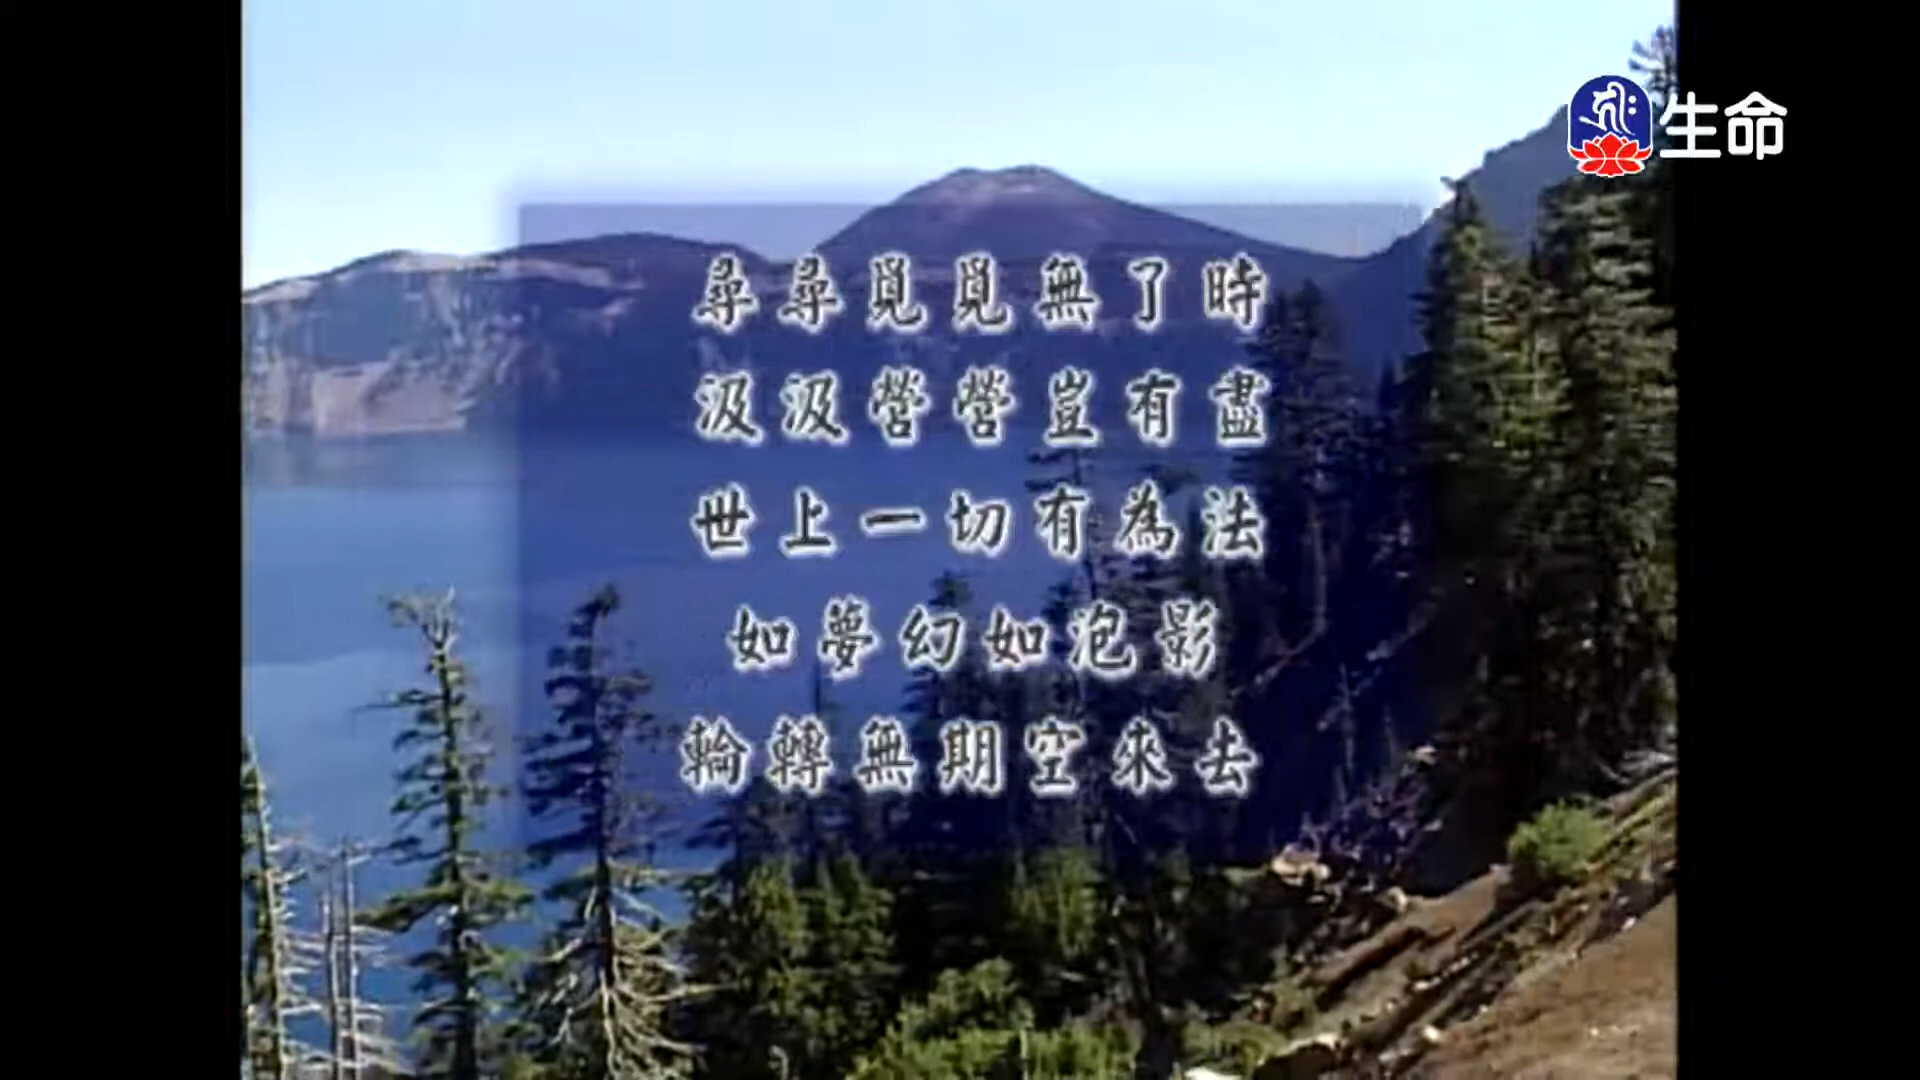 生命
尋尋覓覓無了時
汲汲營營豈有盡
世上一切有為法
如夢幻如泡影
輪轉無期空來去